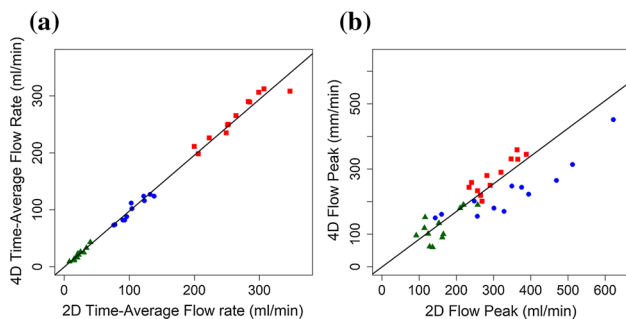 (a)
4D Time-Average Flow Rate (ml/min)
300
200
100
0
0 100 200 300
2D Time-Average Flow rate (ml/min)
(b)
4D Flow Peak (mm/min)
500
300
100
0
0 100 200 300 400 500 600
2D Flow Peak (ml/min)